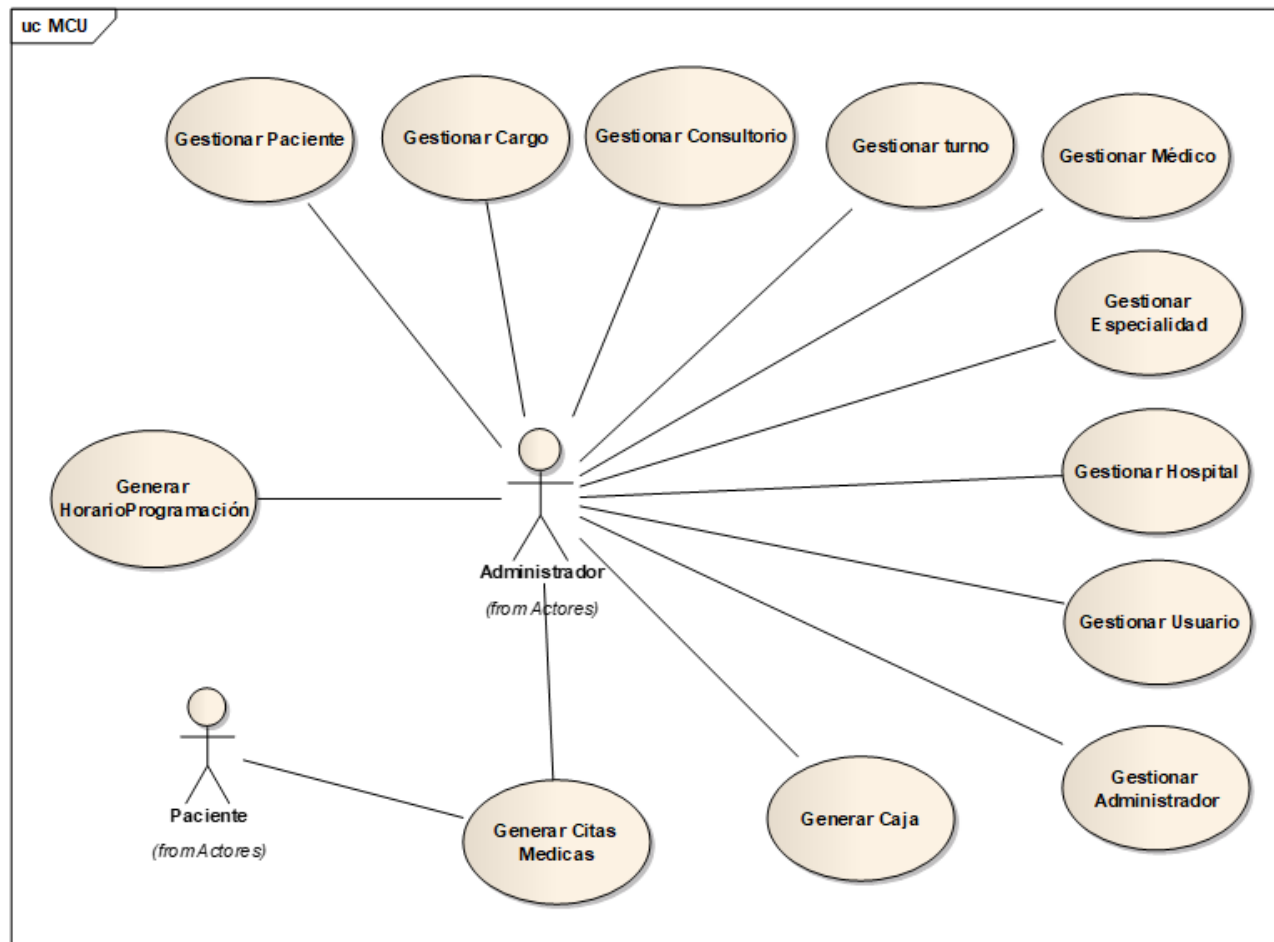 uc MCU
Gestionar Paciente
Gestionar Cargo
Gestionar Consultorio
Gestionar turno
Gestionar Médico
Gestionar
Especialidad
Gestionar Hospital
Generar
HorarioProgramación
Administrador
(from Actores)
Gestionar Usuario
Paciente
(from Actores)
Generar Citas
Medicas
Generar Caja
Gestionar
Administrador